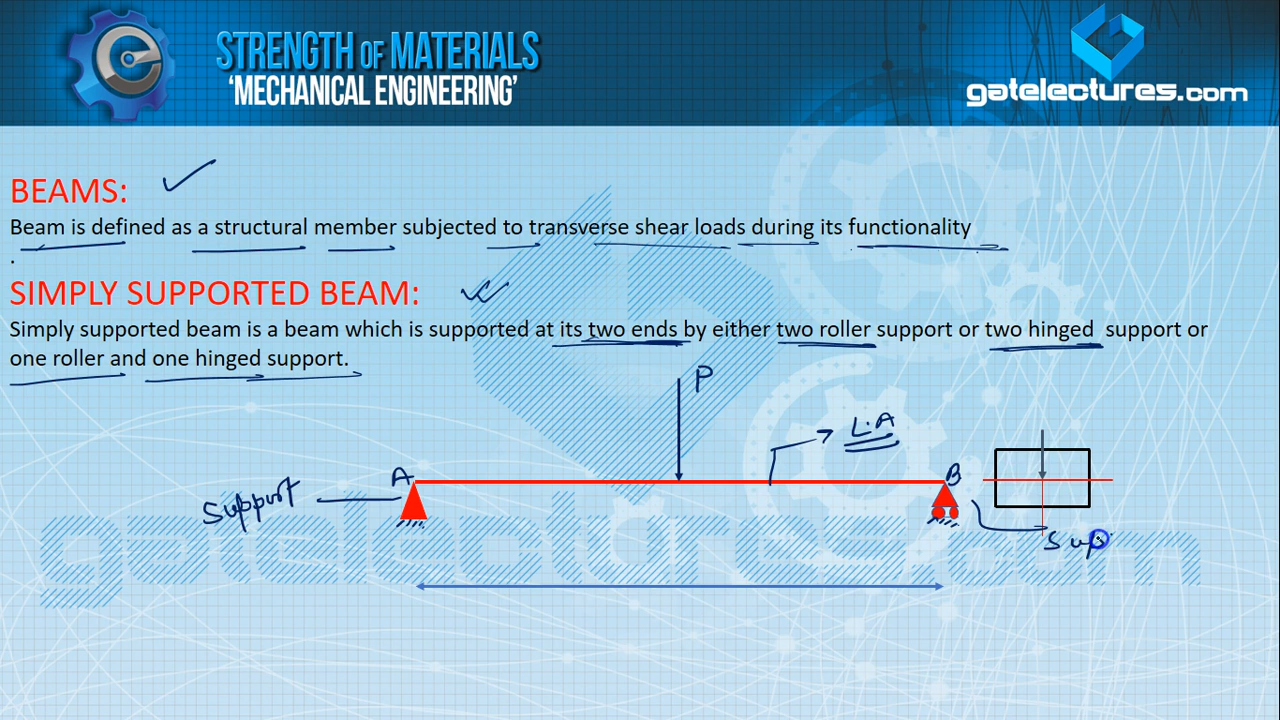 STRENGTH OF MATERIALS
'MECHANICAL ENGINEERING'
gatelectures.com
BEAMS:
Beam is defined as a structural member subjected to transverse shear loads during its functionality
.
SIMPLY SUPPORTED BEAM:
Simply supported beam is a beam which is supported at its two ends by either two roller support or two hinged support or
one roller and one hinged support.
P
L.A
A
B
Support
Sup
gatelectures.com